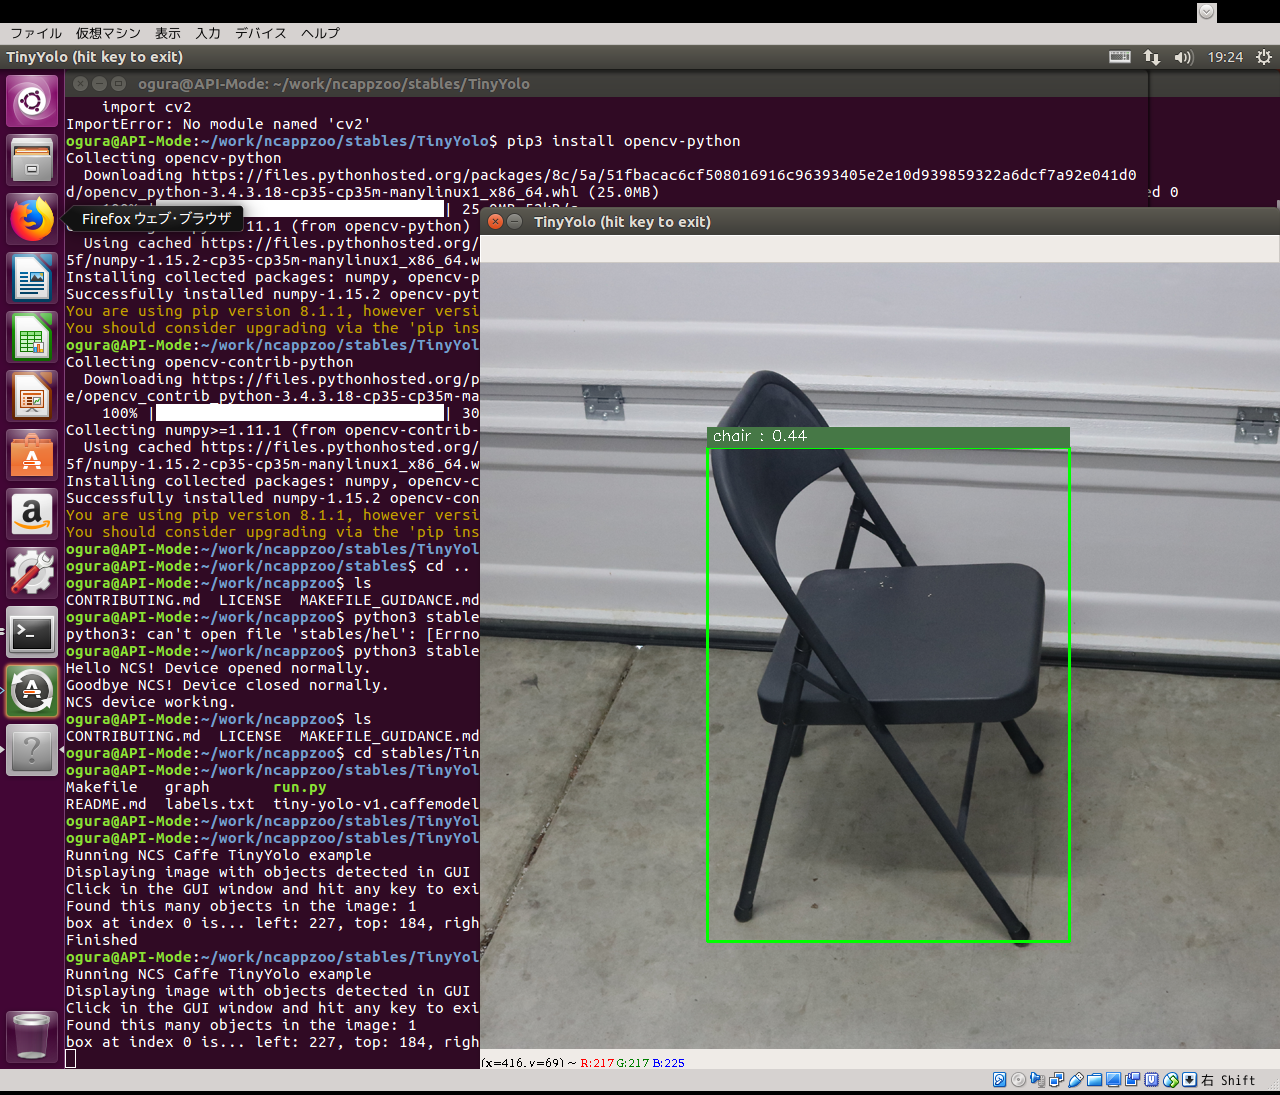 ファイル 仮想マシン 表示 入力 デバイス ヘルプ
TinyYolo (hit key to exit)
19:24
ogura@API-Mode: ~/work/ncappzoo/stables/TinyYolo
import cv2
ImportError: No module named 'cv2'
ogura@API-Mode:~/work/ncappzoo/stables/TinyYolo$ pip3 install opencv-python
Collecting opencv-python
Downloading https://files.pythonhosted.org/packages/8c/5a/51fbacac6cf508016916c96393405e2e10d939859322a6dcf7a92e041d0
d/opencv_python-3.4.3.18-cp35-cp35m-manylinux1_x86_64.whl (25.0MB)
ed 0
Firefox ウェブ・ブラウザ
11.1 (from opencv-python)
Using cached https://files.pythonhosted.org/
5f/numpy-1.15.2-cp35-cp35m-manylinux1_x86_64.w
Installing collected packages: numpy, opencv-p
Successfully installed numpy-1.15.2 opencv-pyt
You are using pip version 8.1.1, however versi
You should consider upgrading via the 'pip ins
ogura@API-Mode:~/work/ncappzoo/stables/TinyYol
Collecting opencv-contrib-python
Downloading https://files.pythonhosted.org/p
e/opencv_contrib_python-3.4.3.18-cp35-cp35m-ma
100% | | 30
Collecting numpy>=1.11.1 (from opencv-contrib-
Using cached https://files.pythonhosted.org/
5f/numpy-1.15.2-cp35-cp35m-manylinux1_x86_64.w
Installing collected packages: numpy, opencv-c
Successfully installed numpy-1.15.2 opencv-con
You are using pip version 8.1.1, however versi
You should consider upgrading via the 'pip ins
ogura@API-Mode:~/work/ncappzoo/stables/TinyYol
ogura@API-Mode:~/work/ncappzoo/stables$ cd ..
ogura@API-Mode:~/work/ncappzoo$ ls
CONTRIBUTING.md LICENSE MAKEFILE_GUIDANCE.md
ogura@API-Mode:~/work/ncappzoo$ python3 stable
python3: can't open file 'stables/hel': [Errno
ogura@API-Mode:~/work/ncappzoo$ python3 stable
Hello NCS! Device opened normally.
Goodbye NCS! Device closed normally.
NCS device working.
ogura@API-Mode:~/work/ncappzoo$ ls
CONTRIBUTING.md LICENSE MAKEFILE_GUIDANCE.md
ogura@API-Mode:~/work/ncappzoo$ cd stables/Tin
ogura@API-Mode:~/work/ncappzoo/stables/TinyYol
Makefile graph run.py
README.md labels.txt tiny-yolo-v1.caffemodel
ogura@API-Mode:~/work/ncappzoo/stables/TinyYol
ogura@API-Mode:~/work/ncappzoo/stables/TinyYol
Running NCS Caffe TinyYolo example
Displaying image with objects detected in GUI
Click in the GUI window and hit any key to exi
Found this many objects in the image: 1
box at index 0 is... left: 227, top: 184, righ
Finished
ogura@API-Mode:~/work/ncappzoo/stables/TinyYol
Running NCS Caffe TinyYolo example
Displaying image with objects detected in GUI
Click in the GUI window and hit any key to exi
Found this many objects in the image: 1
box at index 0 is... left: 227, top: 184, righ
TinyYolo (hit key to exit)
chair : 0.44
(x=416, y=69) ~ R:217 G:217 B:225
右 Shift